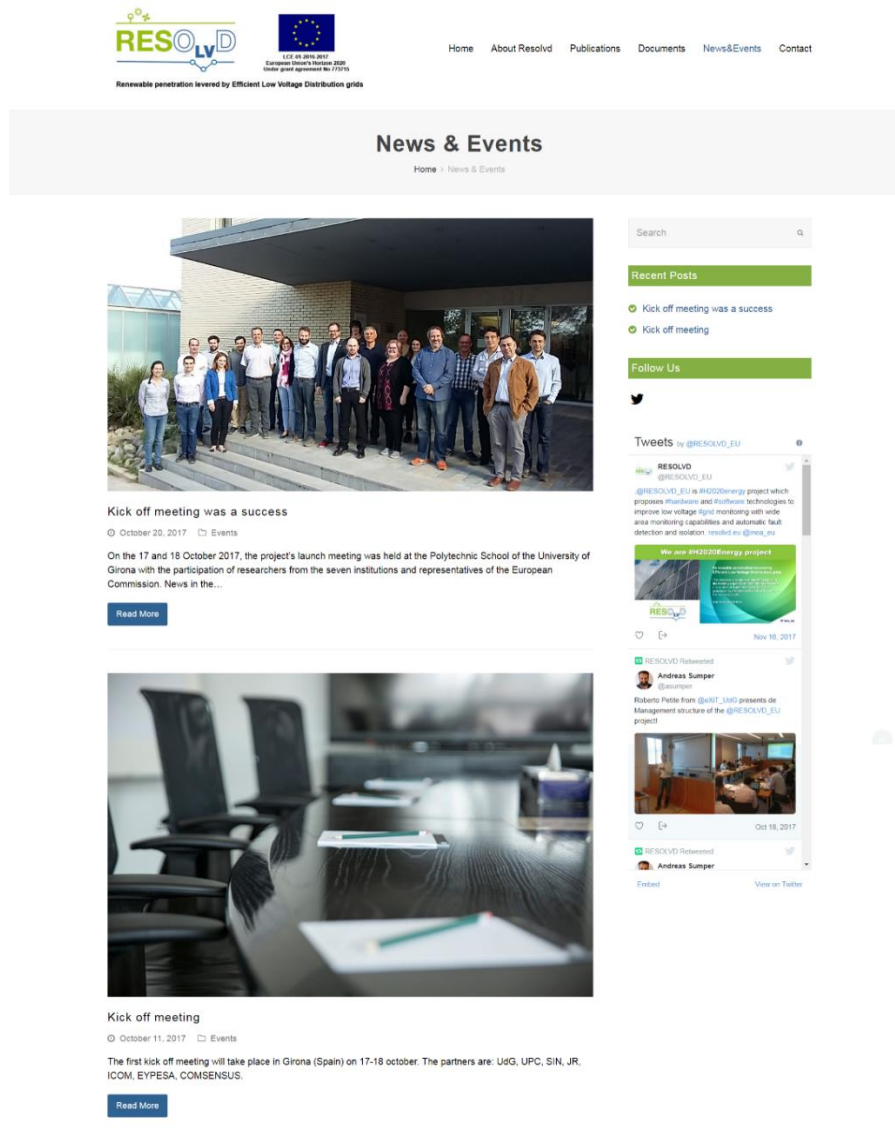 RESOLVD
LCE-01-2016-2017
European Union's Horizon 2020
Under grant agreement No 773715
Renewable penetration levered by Efficient Low Voltage Distribution grids
Home About Resolvd Publications Documents News&Events Contact
News & Events
Home > News & Events
Kick off meeting was a success
October 20, 2017 Events
On the 17 and 18 October 2017, the project's launch meeting was held at the Polytechnic School of the University of
Girona with the participation of researchers from the seven institutions and representatives of the European
Commission. News in the…
Read More
Kick off meeting
October 11, 2017 Events
The first kick off meeting will take place in Girona (Spain) on 17-18 october. The partners are: UdG, UPC, SIN, JR,
ICOM, EYPESA, COMSENSUS.
Read More
Search
Recent Posts
Kick off meeting was a success
Kick off meeting
Follow Us
Tweets by @RESOLVD_EU
RESOLVD
@RESOLVD_EU
.@RESOLVD_EU is #H2020energy project which
proposes #hardware and #software technologies to
improve low voltage #grid monitoring with wide
area monitoring capabilities and automatic fault
detection and isolation. resolvd.eu @inea_eu
We are #H2020Energy project
RESOLVD
Nov 16, 2017
RESOLVD Retweeted
Andreas Sumper
@asumper
Roberto Petite from @eXiT_UdG presents de
Management structure of the @RESOLVD_EU
project!
Oct 18, 2017
RESOLVD Retweeted
Andreas Sumper
Embed View on Twitter